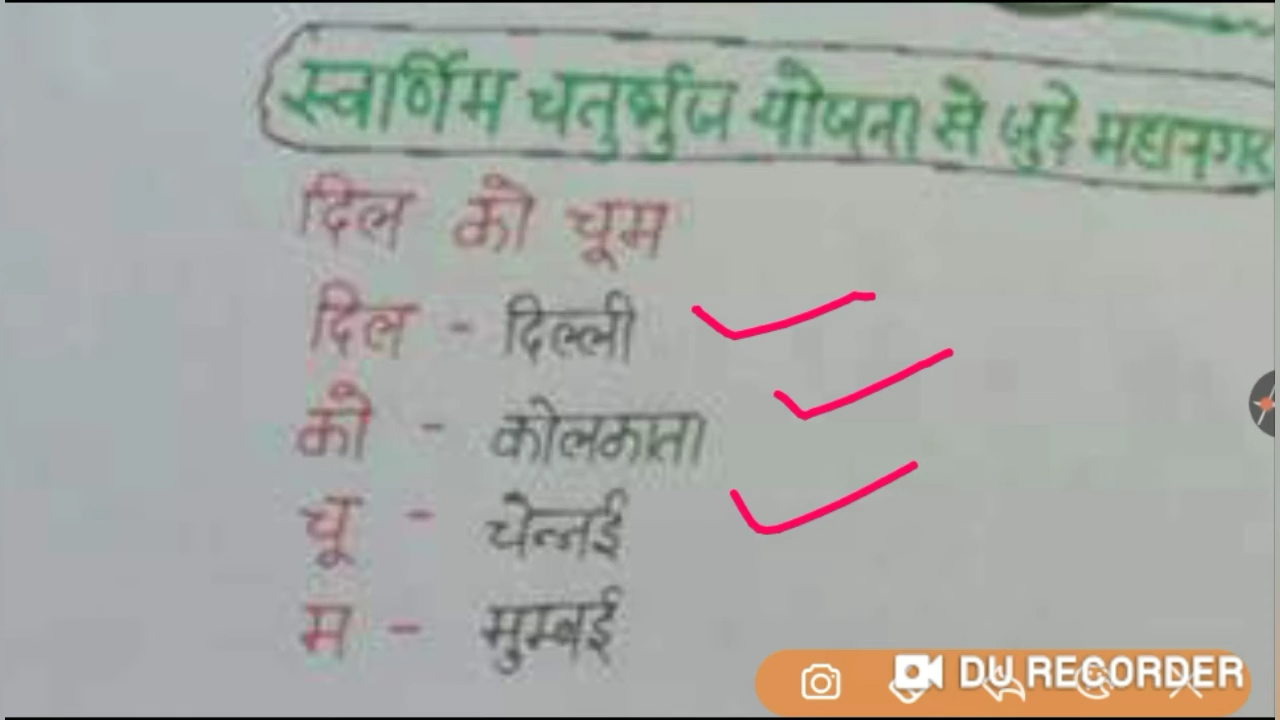 स्वर्णिम चतुर्भुज योजना से जुड़े महानगर
दिल को चूम
दिल - दिल्ली
को - कोलकाता
चू - चेन्नई
म - मुम्बई
DU RECORDER